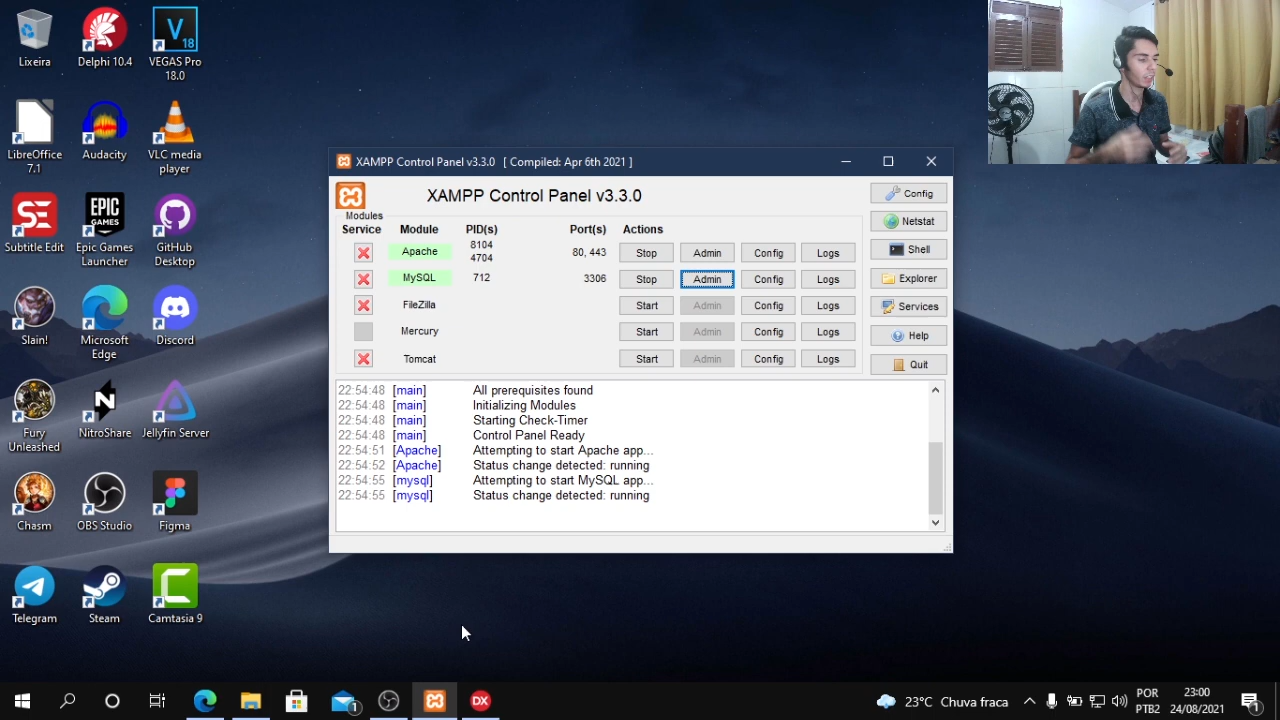 Lixeira
Delphi 10.4
VEGAS Pro
18.0
V
18
LibreOffice
7.1
Audacity
VLC media
player
SE
Subtitle Edit
EPIC
GAMES
Epic Games
Launcher
GitHub
Desktop
Slain!
Microsoft
Edge
Discord
Fury
Unleashed
NitroShare
Jellyfin Server
Chasm
OBS Studio
Figma
Telegram
Steam
Camtasia 9
XAMPP Control Panel v3.3.0 [ Compiled: Apr 6th 2021 ]
XAMPP Control Panel v3.3.0
Config
Modules
Service Module PID(s) Port(s) Actions
Netstat
Apache 8104
4704 80, 443 Stop Admin Config Logs
Shell
MySQL 712 3306 Stop Admin Config Logs
Explorer
FileZilla Start Admin Config Logs
Services
Mercury Start Admin Config Logs
Help
Tomcat Start Admin Config Logs
Quit
22:54:48 [main] All prerequisites found
22:54:48 [main] Initializing Modules
22:54:48 [main] Starting Check-Timer
22:54:48 [main] Control Panel Ready
22:54:51 [Apache] Attempting to start Apache app...
22:54:52 [Apache] Status change detected: running
22:54:55 [mysql] Attempting to start MySQL app...
22:54:55 [mysql] Status change detected: running
1
DX
23°C Chuva fraca
POR
PTB2
23:00
24/08/2021
1